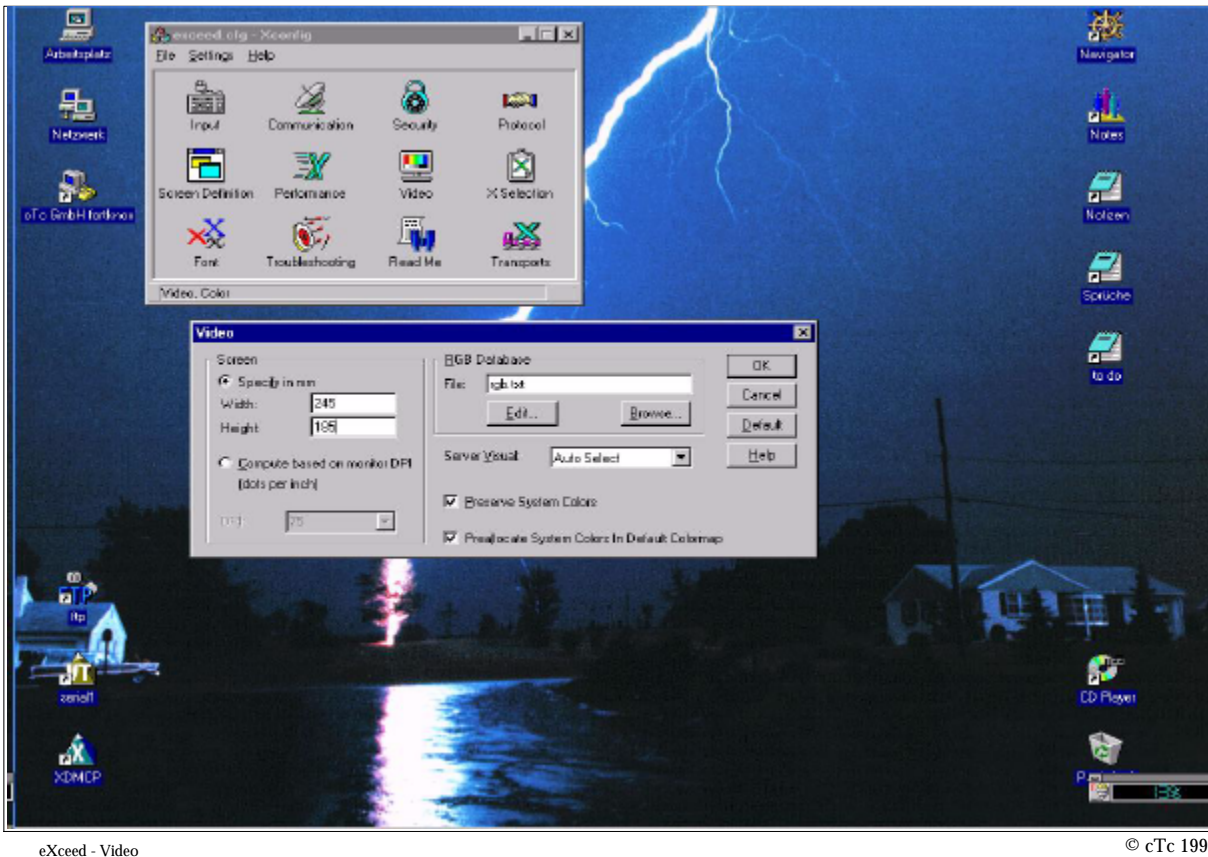 Arbeitsplatz
Netzwerk
cTc GmbH fortknox
exceed.cfg - Xconfig
File Settings Help
Input Communication Security Protocol
Screen Definition Performance Video X Selection
Font Troubleshooting Read Me Transports
Video, Color
Navigator
Notes
Notizen
Sprüche
to do
Video
Screen
Specify in mm
Width: 245
Height: 185
Compute based on monitor DPI
(dots per inch)
DPI: 75
RGB Database
File: rgb.txt
Edit... Browse...
Server Visual: Auto Select
Preserve System Colors
Preallocate System Colors In Default Colormap
OK
Cancel
Default
Help
ftp
XDMCP
CD Player
13%
eXceed - Video
© cTc 199